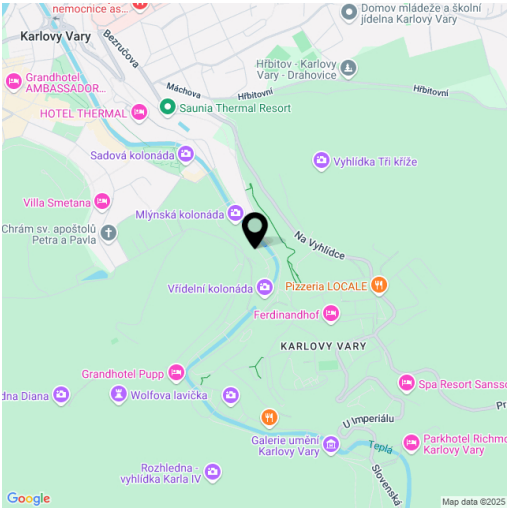 nemocnice as...
Domov mládeže a školní
jídelna Karlovy Vary
Karlovy Vary
Bezručova
Hřbitov - Karlovy
Vary - Drahovice
Grandhotel
AMBASSADOR...
Máchova
Hřbitovní
Hřbitovní
HOTEL THERMAL
Saunia Thermal Resort
Sadová kolonáda
Vyhlídka Tři kříže
Villa Smetana
Mlýnská kolonáda
Chrám sv. apoštolů
Petra a Pavla
Na Vyhlídce
Vřídelní kolonáda
Pizzeria LOCALE
Ferdinandhof
KARLOVY VARY
Grandhotel Pupp
Spa Resort Sansso
dna Diana
Wolfova lavička
Pr
U Imperiálu
Galerie umění
Karlovy Vary
Teplá
Parkhotel Richmo
Karlovy Vary
Rozhledna -
vyhlídka Karla IV
Slovenská
Google
Map data ©2025